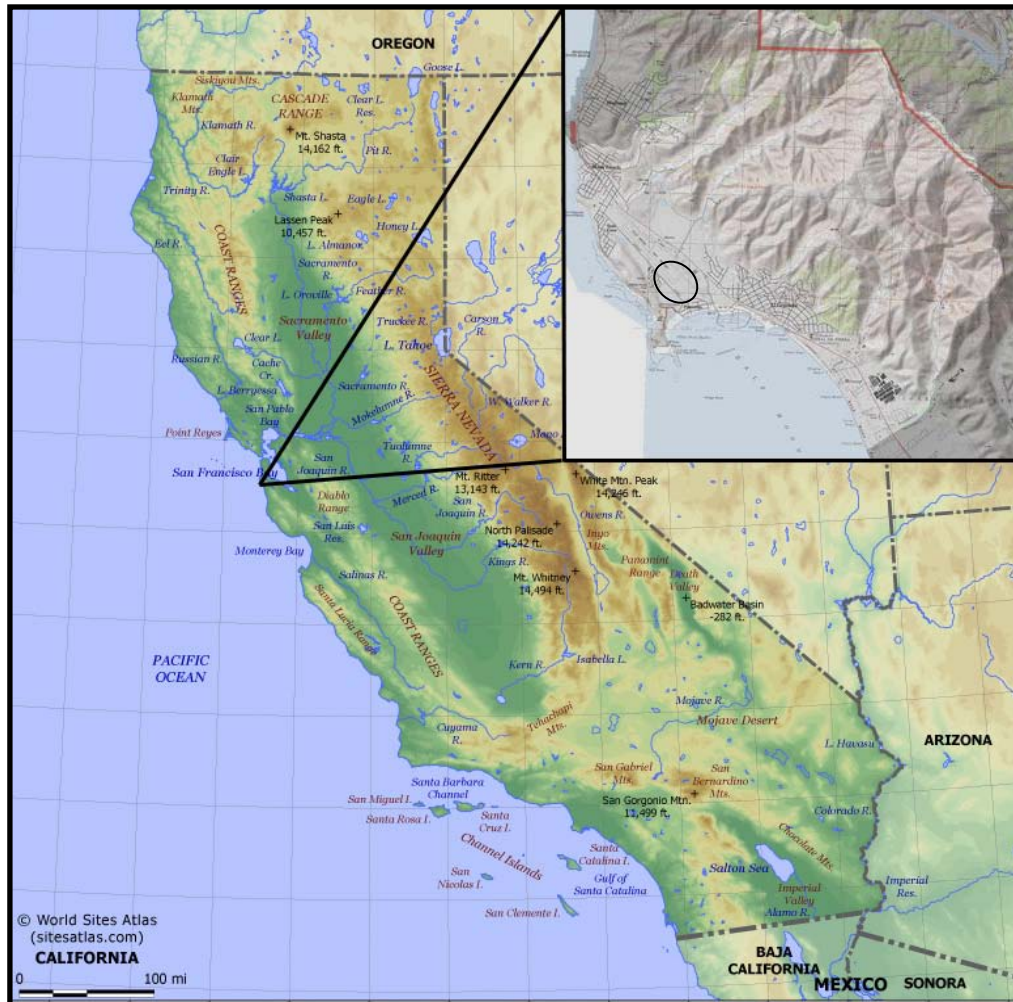 OREGON
Goose L.
Siskiyou Mts.
Klamath
Mts.
CASCADE
RANGE
Clear L.
Res.
Klamath R.
Mt. Shasta
14,162 ft.
Pit R.
Clair
Engle L.
Trinity R.
Shasta L.
Eagle L.
Lassen Peak
10,457 ft.
Honey L.
Eel R.
COAST RANGES
L. Almanor
Sacramento
R.
L. Oroville
Feather R.
Sacramento
Valley
Truckee R.
Carson
R.
L. Tahoe
Clear L.
Russian R.
Cache
Cr.
SIERRA NEVADA
L. Berryessa
Sacramento R.
Mokelumne R.
W. Walker R.
San Pablo
Bay
Point Reyes
Mono
Tuolumne
R.
San Francisco Bay
San
Joaquin R.
Mt. Ritter
13,143 ft.
White Mtn. Peak
14,246 ft.
Diablo
Range
Merced R.
San
Joaquin R.
Owens R.
San Luis
Res.
San Joaquin
Valley
North Palisade
14,242 ft.
Inyo
Mts.
Monterey Bay
Kings R.
Panamint
Range
Death
Valley
Salinas R.
Mt. Whitney
14,494 ft.
Badwater Basin
-282 ft.
Santa Lucia Range
COAST RANGES
PACIFIC
OCEAN
Kern R.
Isabella L.
Mojave R.
Tehachapi
Mts.
Mojave Desert
Cuyama
R.
L. Havasu
ARIZONA
San Gabriel
Mts.
San
Bernardino
Mts.
Santa Barbara
Channel
San Miguel I.
Santa Rosa I.
Santa
Cruz I.
San Gorgonio Mtn.
11,499 ft.
Colorado R.
Chocolate Mts.
Channel Islands
Santa
Catalina I.
San
Nicolas I.
Gulf of
Santa Catalina
Salton Sea
Imperial
Valley
Imperial
Res.
San Clemente I.
Alamo R.
© World Sites Atlas
(sitesatlas.com)
CALIFORNIA
0 100 mi
BAJA
CALIFORNIA
MEXICO
SONORA